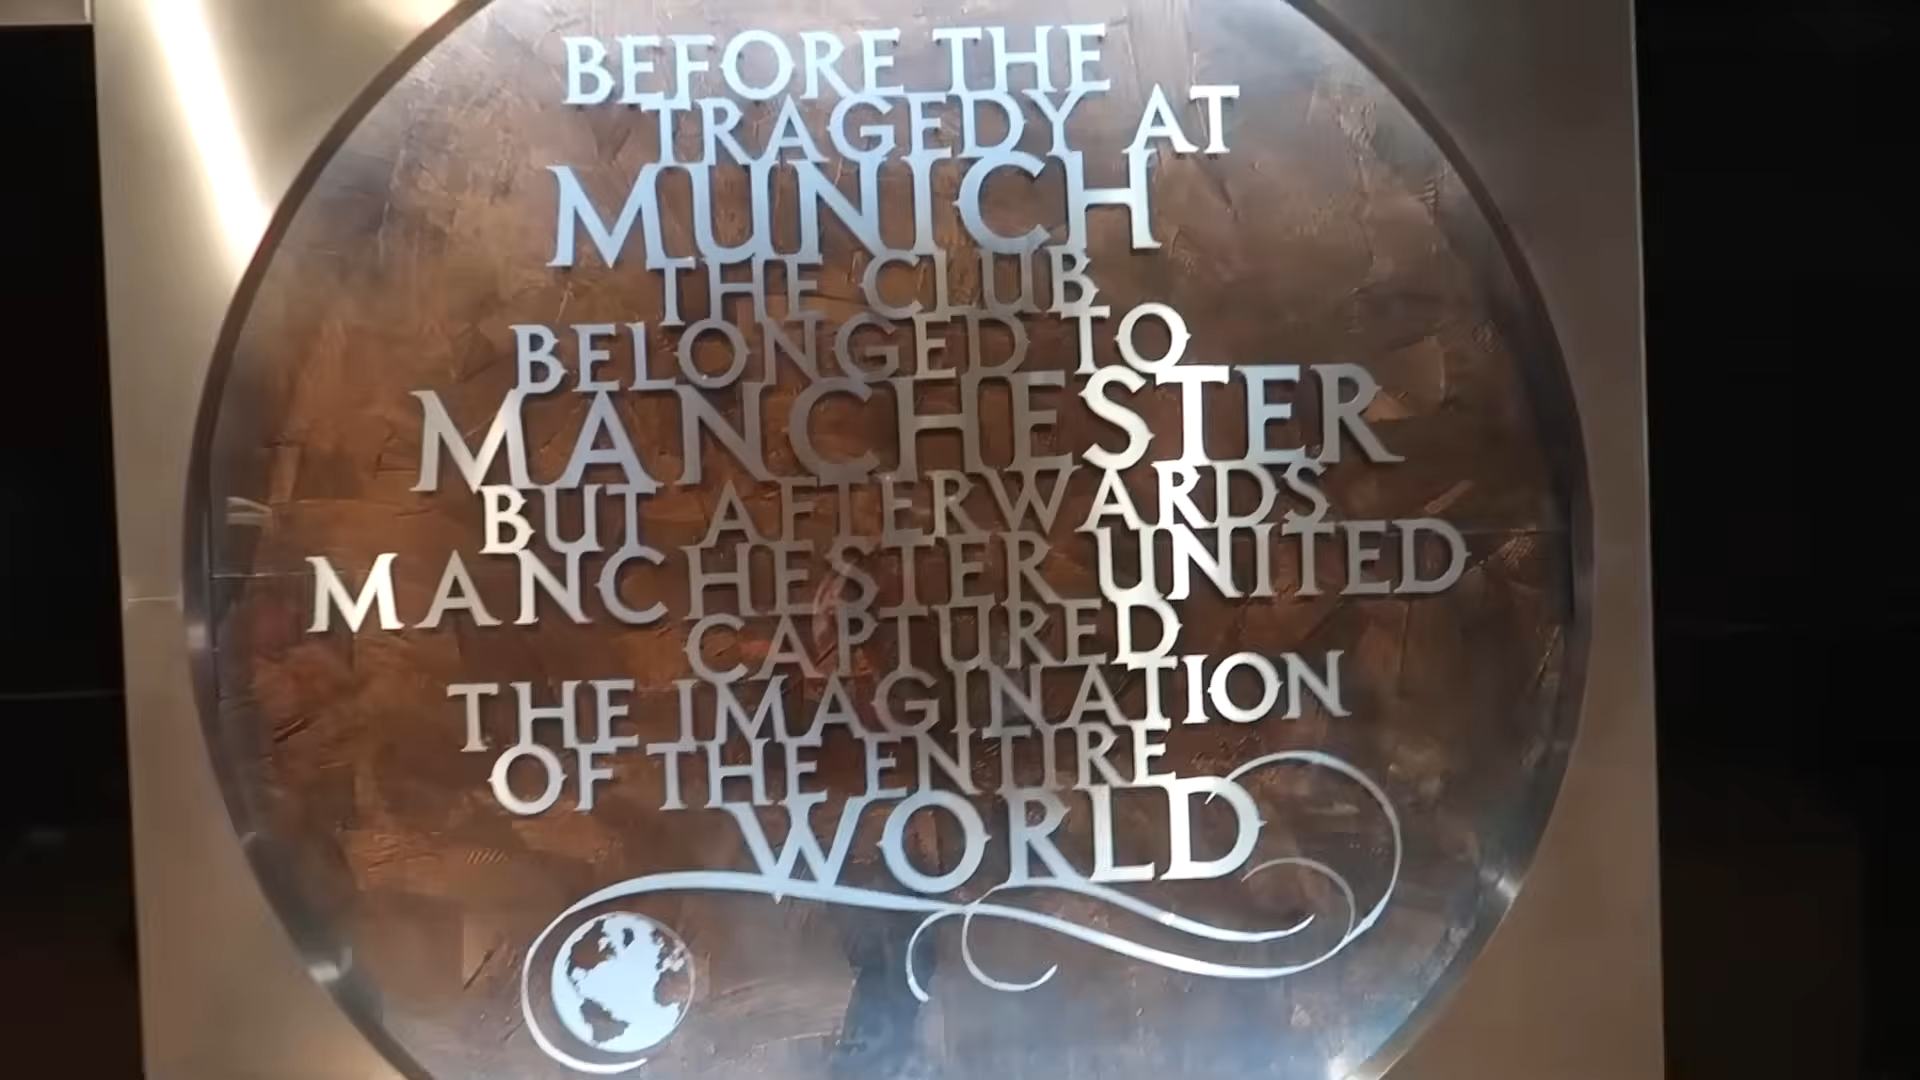 BEFORE THE
TRAGEDY AT
MUNICH
THE CLUB
BELONGED TO
MANCHESTER
BUT AFTERWARDS
MANCHESTER UNITED
CAPTURED
THE IMAGINATION
OF THE ENTIRE
WORLD